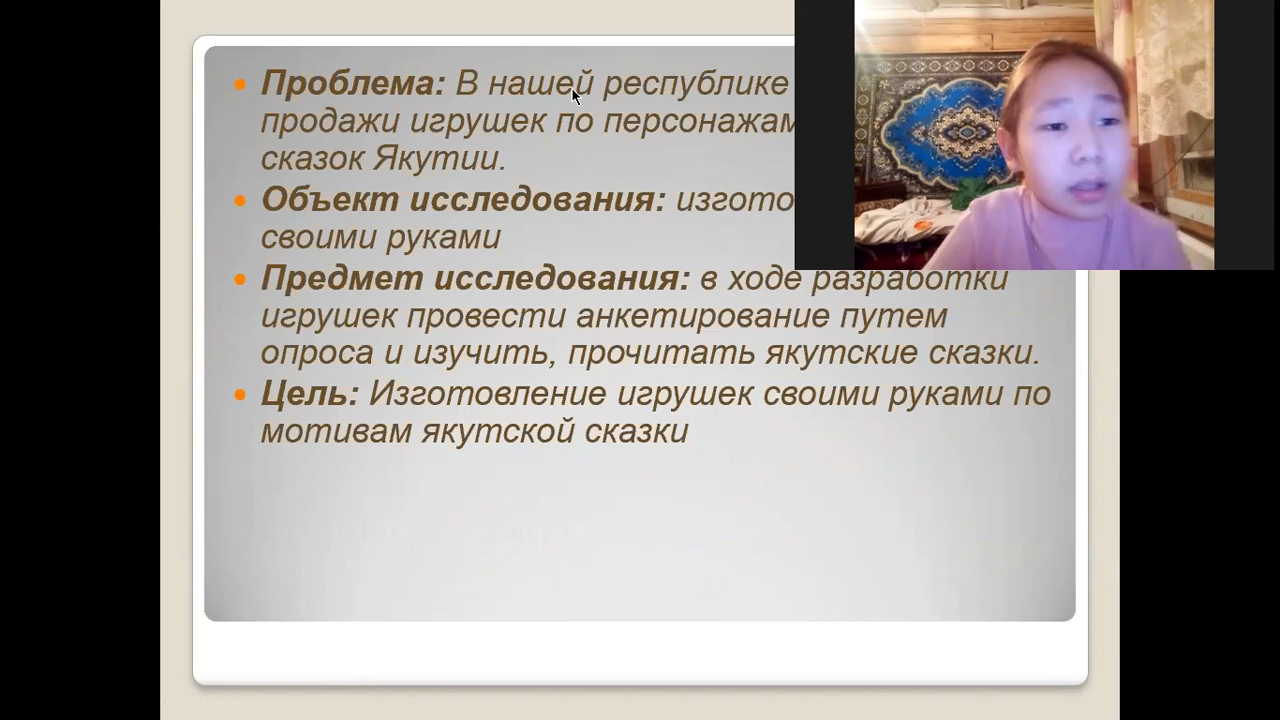 Проблема: В нашей республике
продажи игрушек по персонажам
сказок Якутии.
Объект исследования:
своими руками
Предмет исследования: в ходе разработки
игрушек провести анкетирование путем
опроса и изучить, прочитать якутские сказки.
Цель: Изготовление игрушек своими руками по
мотивам якутской сказки